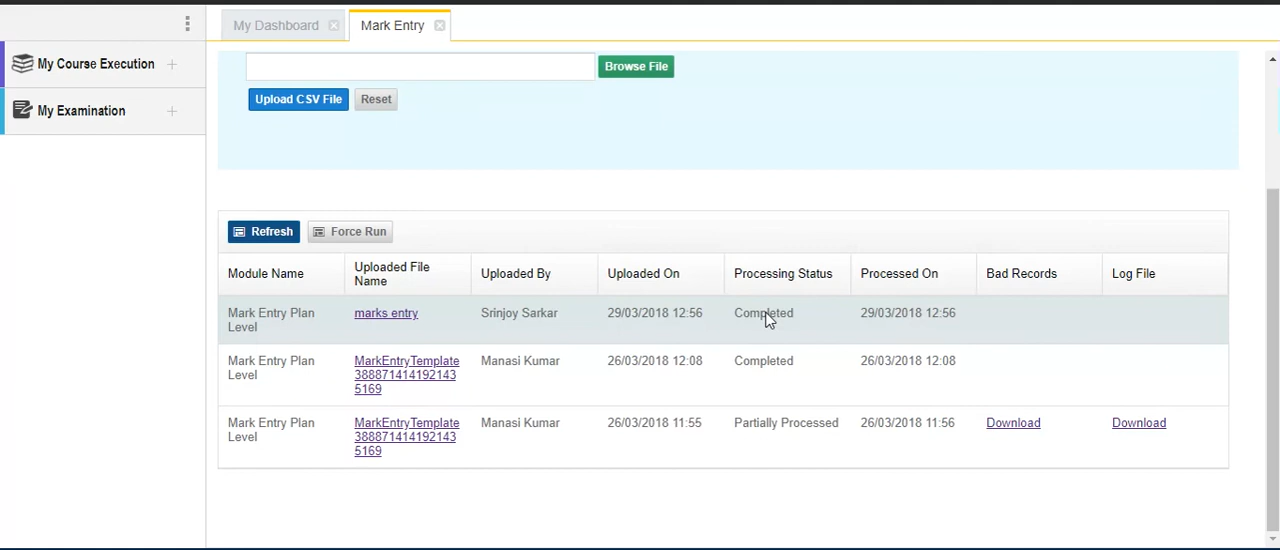 My Dashboard
Mark Entry
My Course Execution
My Examination
Browse File
Upload CSV File
Reset
Refresh
Force Run
Module Name
Uploaded File
Name
Uploaded By
Uploaded On
Processing Status
Processed On
Bad Records
Log File
Mark Entry Plan
Level
marks entry
Srinjoy Sarkar
29/03/2018 12:56
Completed
29/03/2018 12:56
Mark Entry Plan
Level
MarkEntryTemplate
388871414192143
5169
Manasi Kumar
26/03/2018 12:08
Completed
26/03/2018 12:08
Mark Entry Plan
Level
MarkEntryTemplate
388871414192143
5169
Manasi Kumar
26/03/2018 11:55
Partially Processed
26/03/2018 11:56
Download
Download